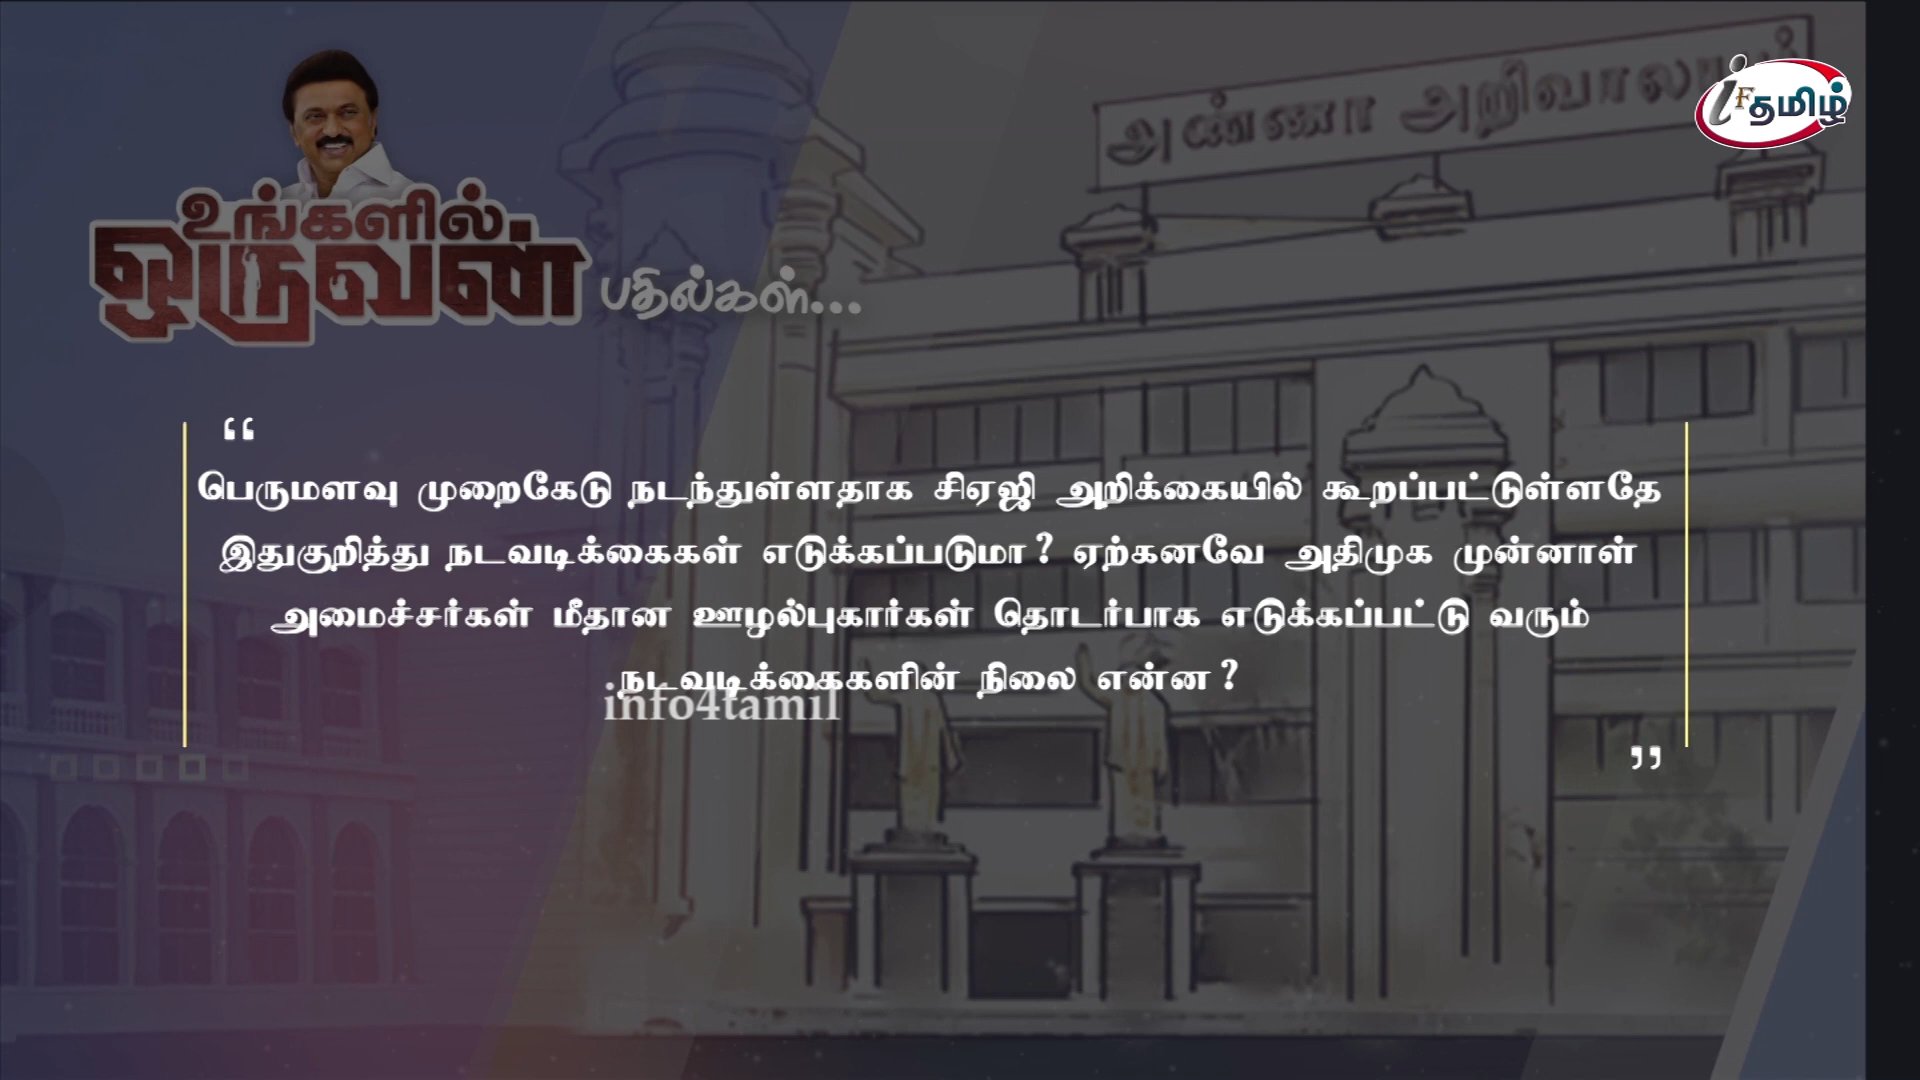 அண்ணா அறிவாலயம்
iF தமிழ்
உங்களில்
ஒருவன்
பதில்கள்...
“
பெருமளவு முறைகேடு நடந்துள்ளதாக சிஏஜி அறிக்கையில் கூறப்பட்டுள்ளதே
இதுகுறித்து நடவடிக்கைகள் எடுக்கப்படுமா? ஏற்கனவே அதிமுக முன்னாள்
அமைச்சர்கள் மீதான ஊழல்புகார்கள் தொடர்பாக எடுக்கப்பட்டு வரும்
நடவடிக்கைகளின் நிலை என்ன?
info4tamil
”